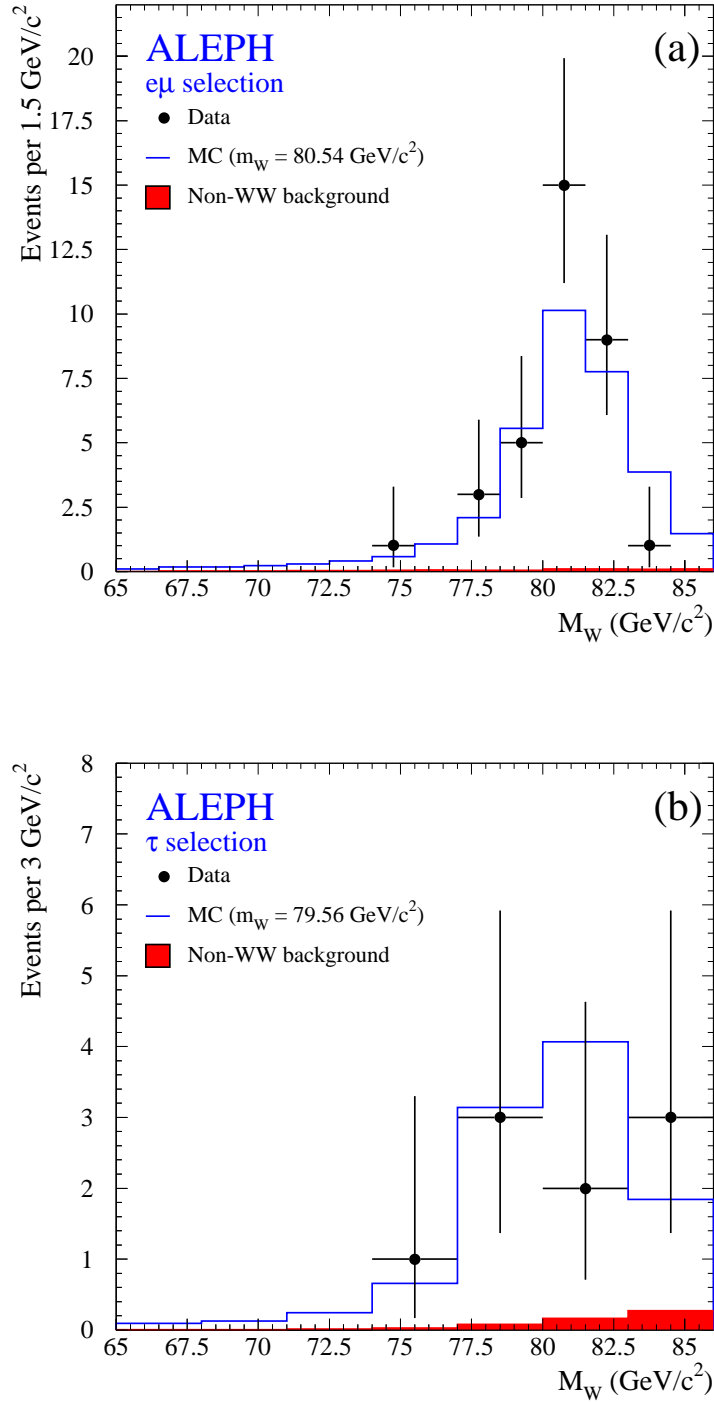 ALEPH
(a)
eμ selection
Data
MC (m_W = 80.54 GeV/c²)
Non-WW background
Events per 1.5 GeV/c²
20
17.5
15
12.5
10
7.5
5
2.5
0
65 67.5 70 72.5 75 77.5 80 82.5 85
M_W (GeV/c²)
ALEPH
(b)
τ selection
Data
MC (m_W = 79.56 GeV/c²)
Non-WW background
Events per 3 GeV/c²
8
7
6
5
4
3
2
1
0
65 67.5 70 72.5 75 77.5 80 82.5 85
M_W (GeV/c²)